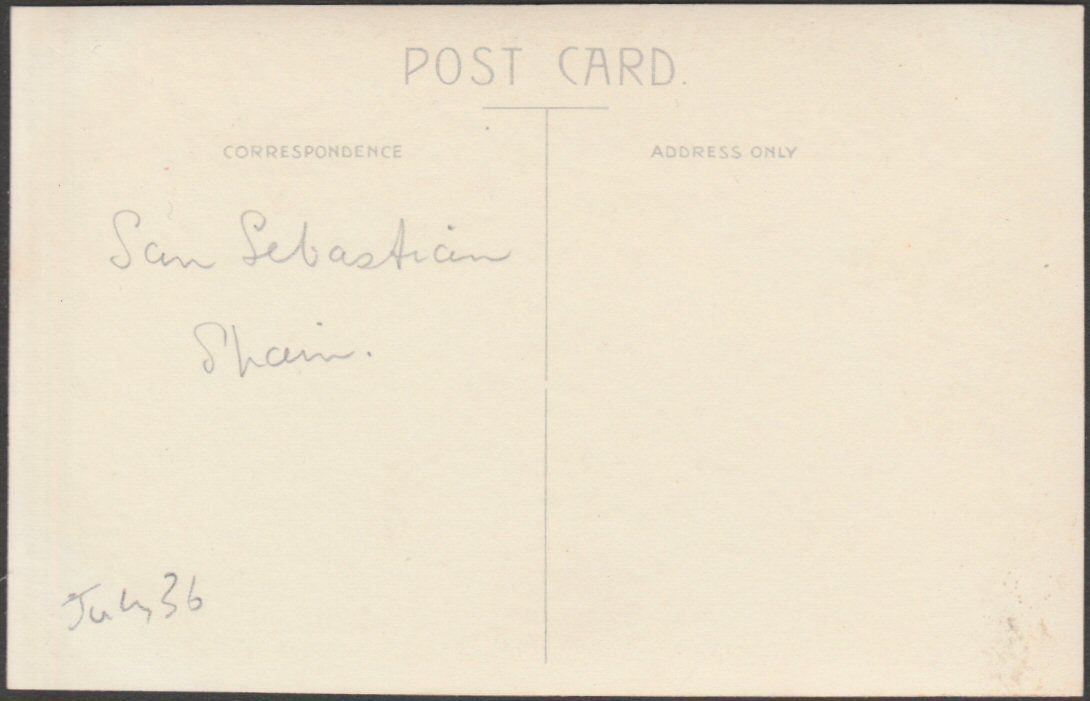 POST CARD.
CORRESPONDENCE
ADDRESS ONLY
San Sebastian
Spain.
July 36